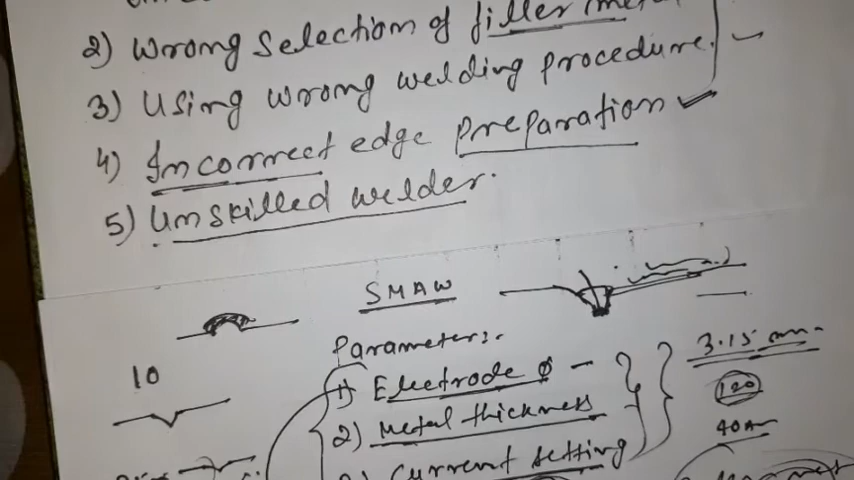 2) Wrong selection of filler
3) Using wrong welding procedure.
4) Incorrect edge preparation
5) Unskilled welder.
SMAW
10
Parameters:-
1) Electrode ϕ -
3.15 mm
2) Metal thickness
100
Current setting
40A